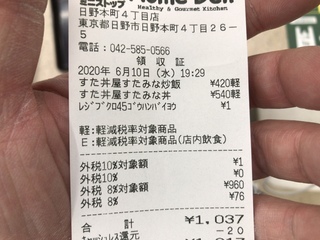 ミニストップ Home Deli
Healthy & Gourmet Kitchen
日野本町4丁目店
東京都日野市日野本町4丁目26-
5
電話:042-585-0566
領 収 証
2020年 6月10日(水) 19:29
すた丼屋すたみな炒飯 ¥420軽
すた丼屋すたみな丼 ¥540軽
レジブクロ45ゴウハンバイヨウ ¥1
軽:軽減税率対象商品
E:軽減税率対象商品(店内飲食)
外税10%対象額 ¥1
外税10% ¥0
外税 8%対象額 ¥960
外税 8% ¥76
合 計 ¥1,037
キャッシュレス還元 -20